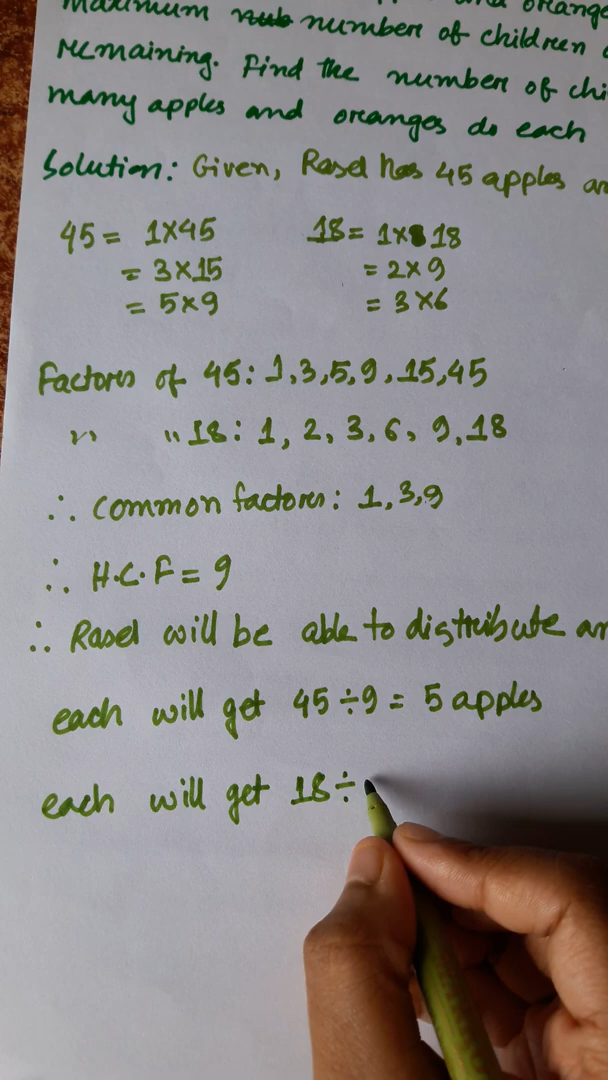 maximum numbers of children
remaining. Find the number of chi
many apples and oranges do each
Solution: Given, Rasel has 45 apples an
45 = 1×45 18 = 1× 18
= 3×15 = 2×9
= 5×9 = 3×6
Factors of 45: 1,3,5,9,15,45
" " 18: 1, 2, 3, 6, 9, 18
∴ Common factors: 1,3,9
∴ H.C.F = 9
∴ Rasel will be able to distribute am
each will get 45÷9 = 5 apples
each will get 18÷